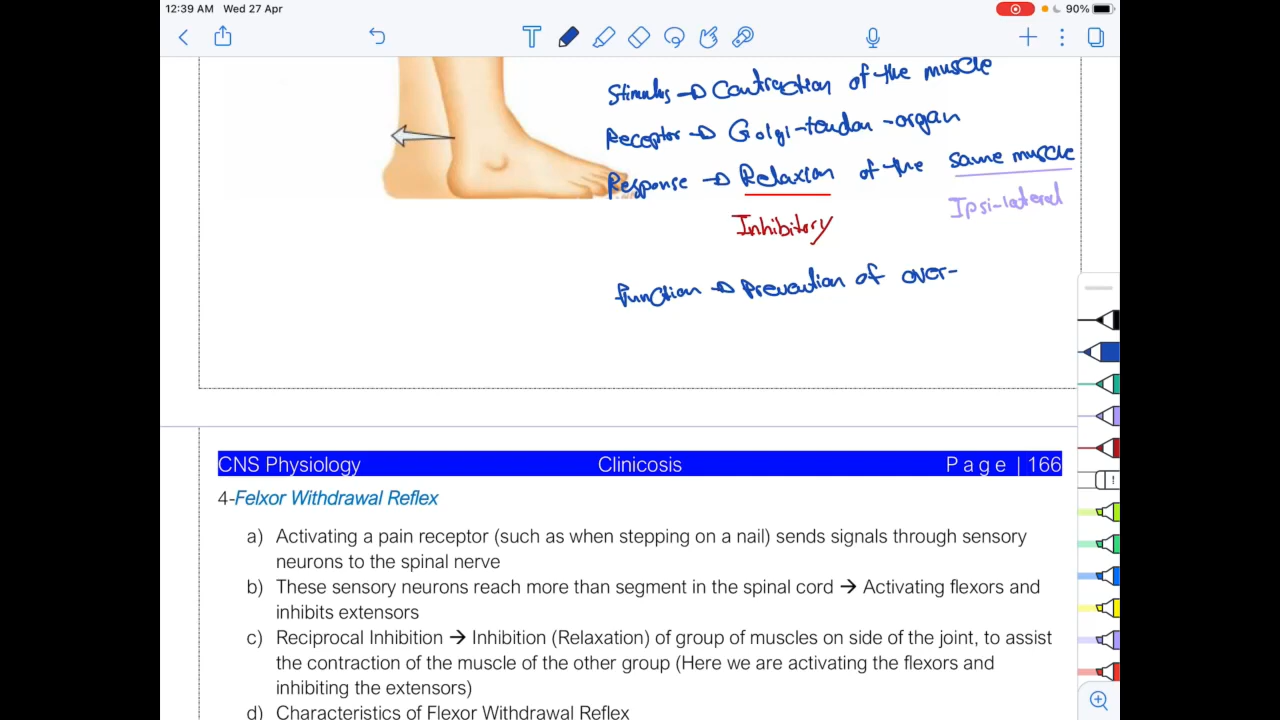 12:39 AM Wed 27 Apr
90%
Stimulus → Contraction of the muscle
Receptor → Golgi-tendon-organ
Response → Relaxion of the same muscle
Inhibitory
Ipsi-lateral
function → Prevention of over-
CNS Physiology Clinicosis Page | 166
4-Felxor Withdrawal Reflex
a) Activating a pain receptor (such as when stepping on a nail) sends signals through sensory
neurons to the spinal nerve
b) These sensory neurons reach more than segment in the spinal cord → Activating flexors and
inhibits extensors
c) Reciprocal Inhibition → Inhibition (Relaxation) of group of muscles on side of the joint, to assist
the contraction of the muscle of the other group (Here we are activating the flexors and
inhibiting the extensors)
d) Characteristics of Flexor Withdrawal Reflex